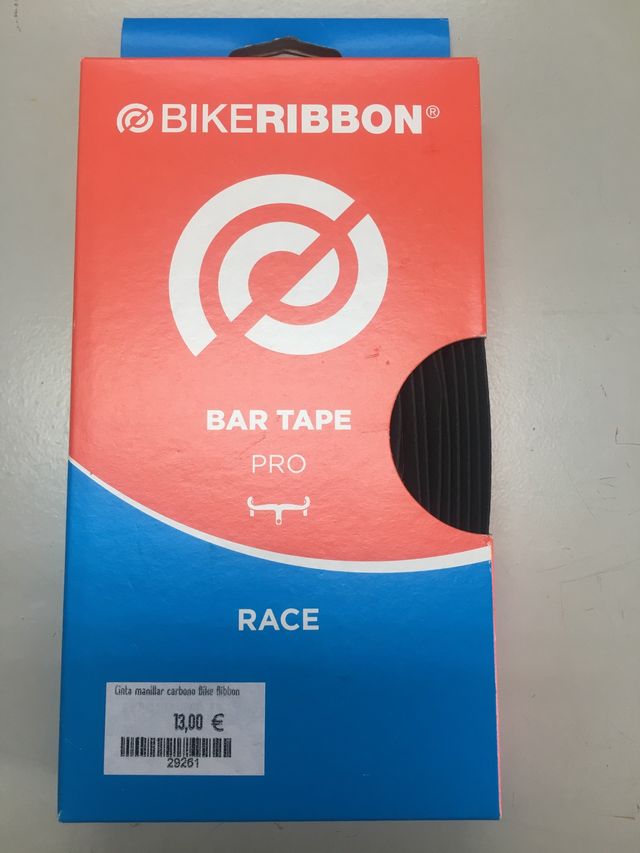 BIKERIBBON®
BAR TAPE
PRO
RACE
Cinta manillar carbono Bike Ribbon
13,00 €
29261